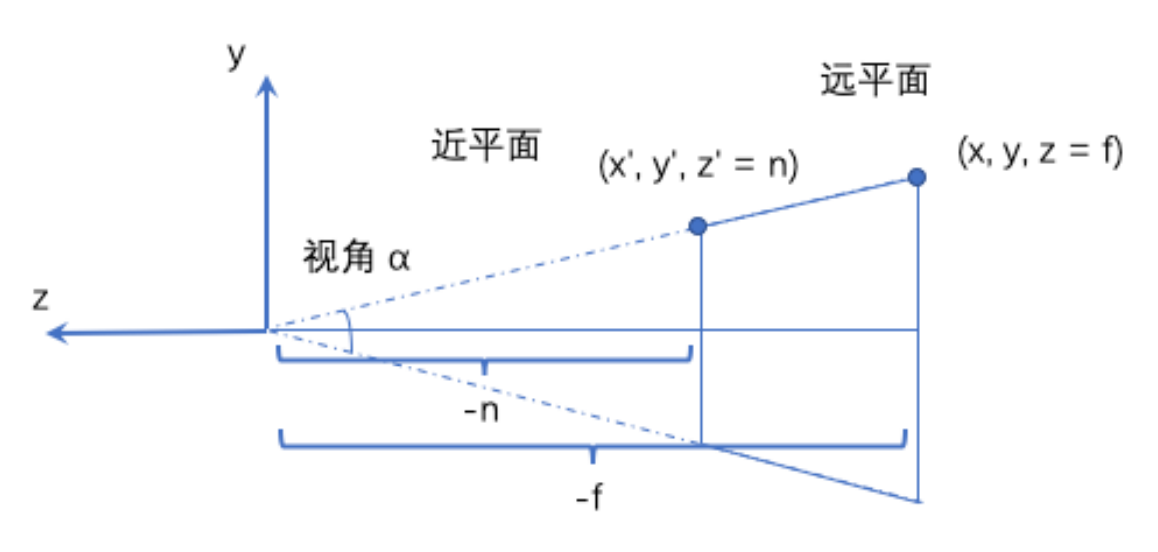 y
远平面
近平面
(x', y', z' = n)
(x, y, z = f)
视角 α
z
-n
-f